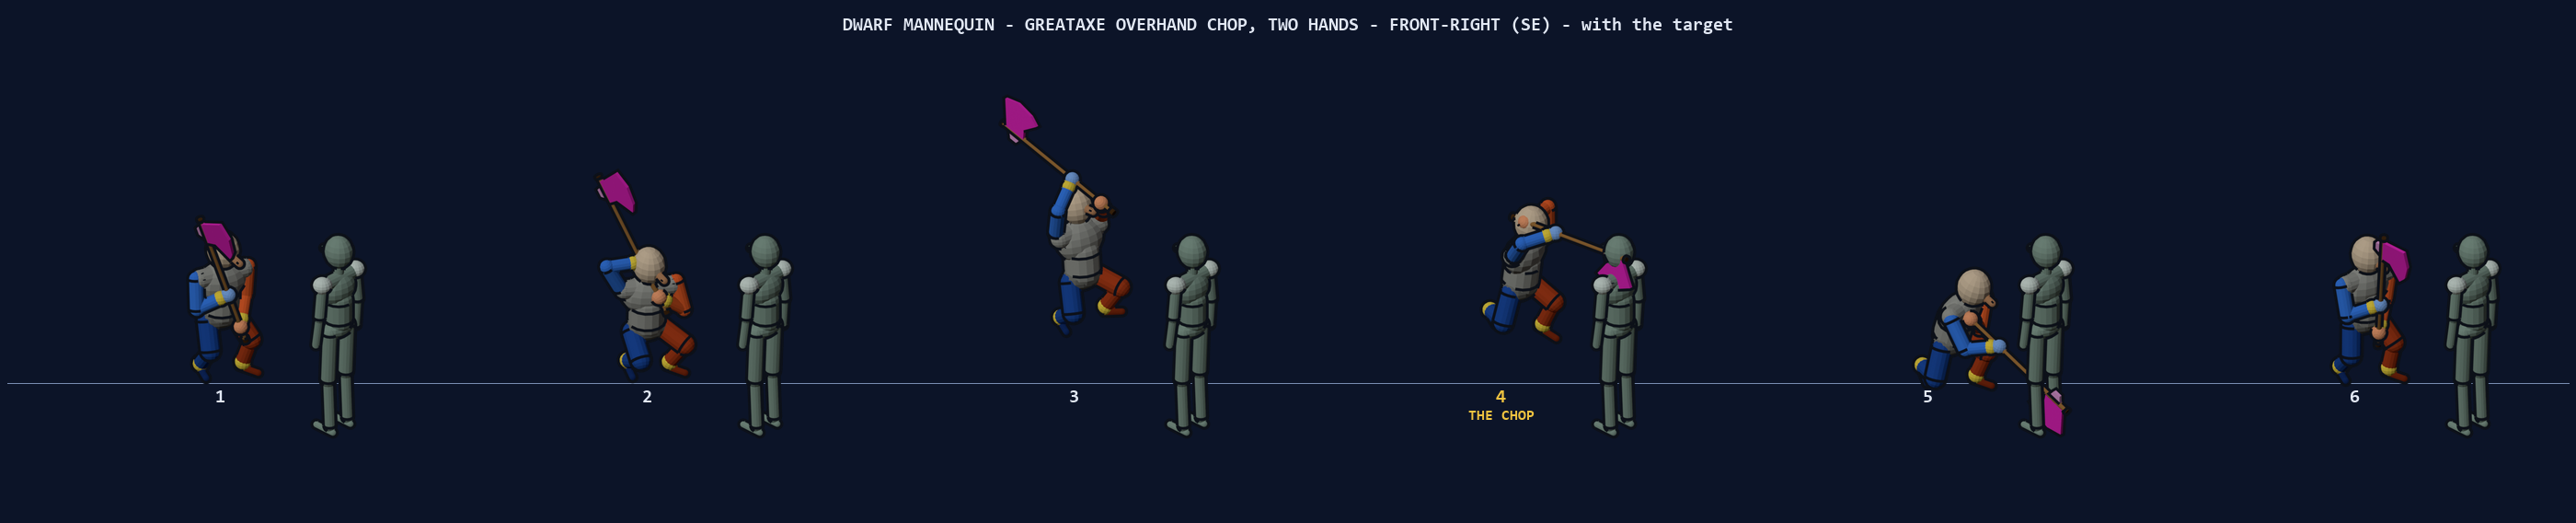 DWARF MANNEQUIN - GREATAXE OVERHAND CHOP, TWO HANDS - FRONT-RIGHT (SE) - with the target
1 2 3 4 5 6
THE CHOP